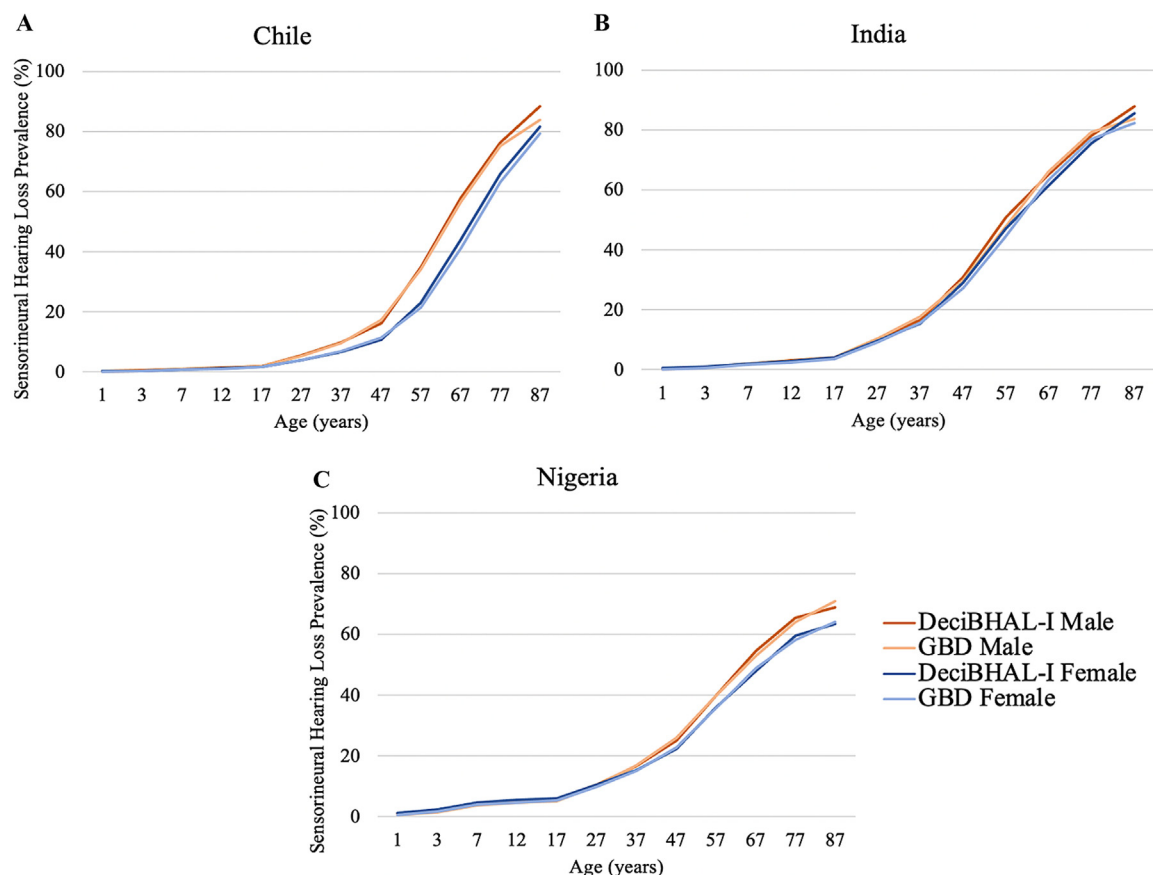 A
Chile
Sensorineural Hearing Loss Prevalence (%)
100
80
60
40
20
0
1 3 7 12 17 27 37 47 57 67 77 87
Age (years)
B
India
100
80
60
40
20
0
1 3 7 12 17 27 37 47 57 67 77 87
Age (years)
C
Nigeria
Sensorineural Hearing Loss Prevalence (%)
100
80
60
40
20
0
1 3 7 12 17 27 37 47 57 67 77 87
Age (years)
DeciBHAL-I Male
GBD Male
DeciBHAL-I Female
GBD Female